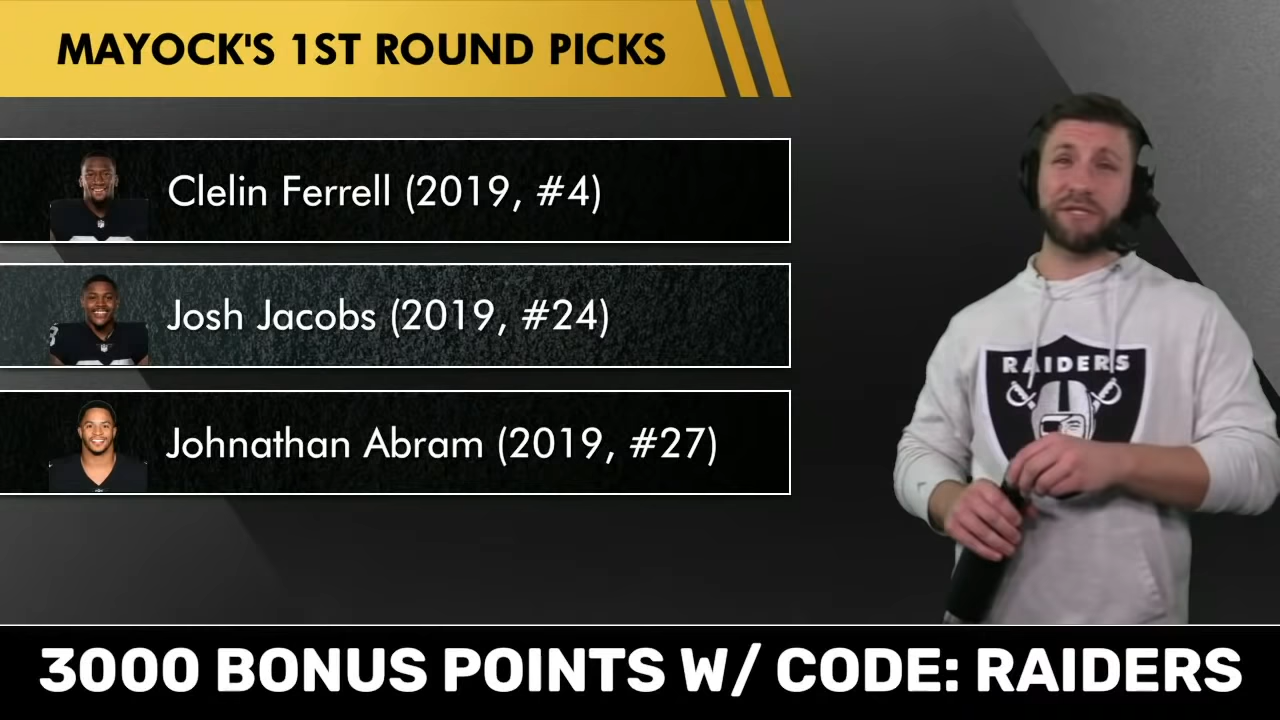 MAYOCK'S 1ST ROUND PICKS
Clelin Ferrell (2019, #4)
Josh Jacobs (2019, #24)
Johnathan Abram (2019, #27)
RAIDERS
3000 BONUS POINTS W/ CODE: RAIDERS